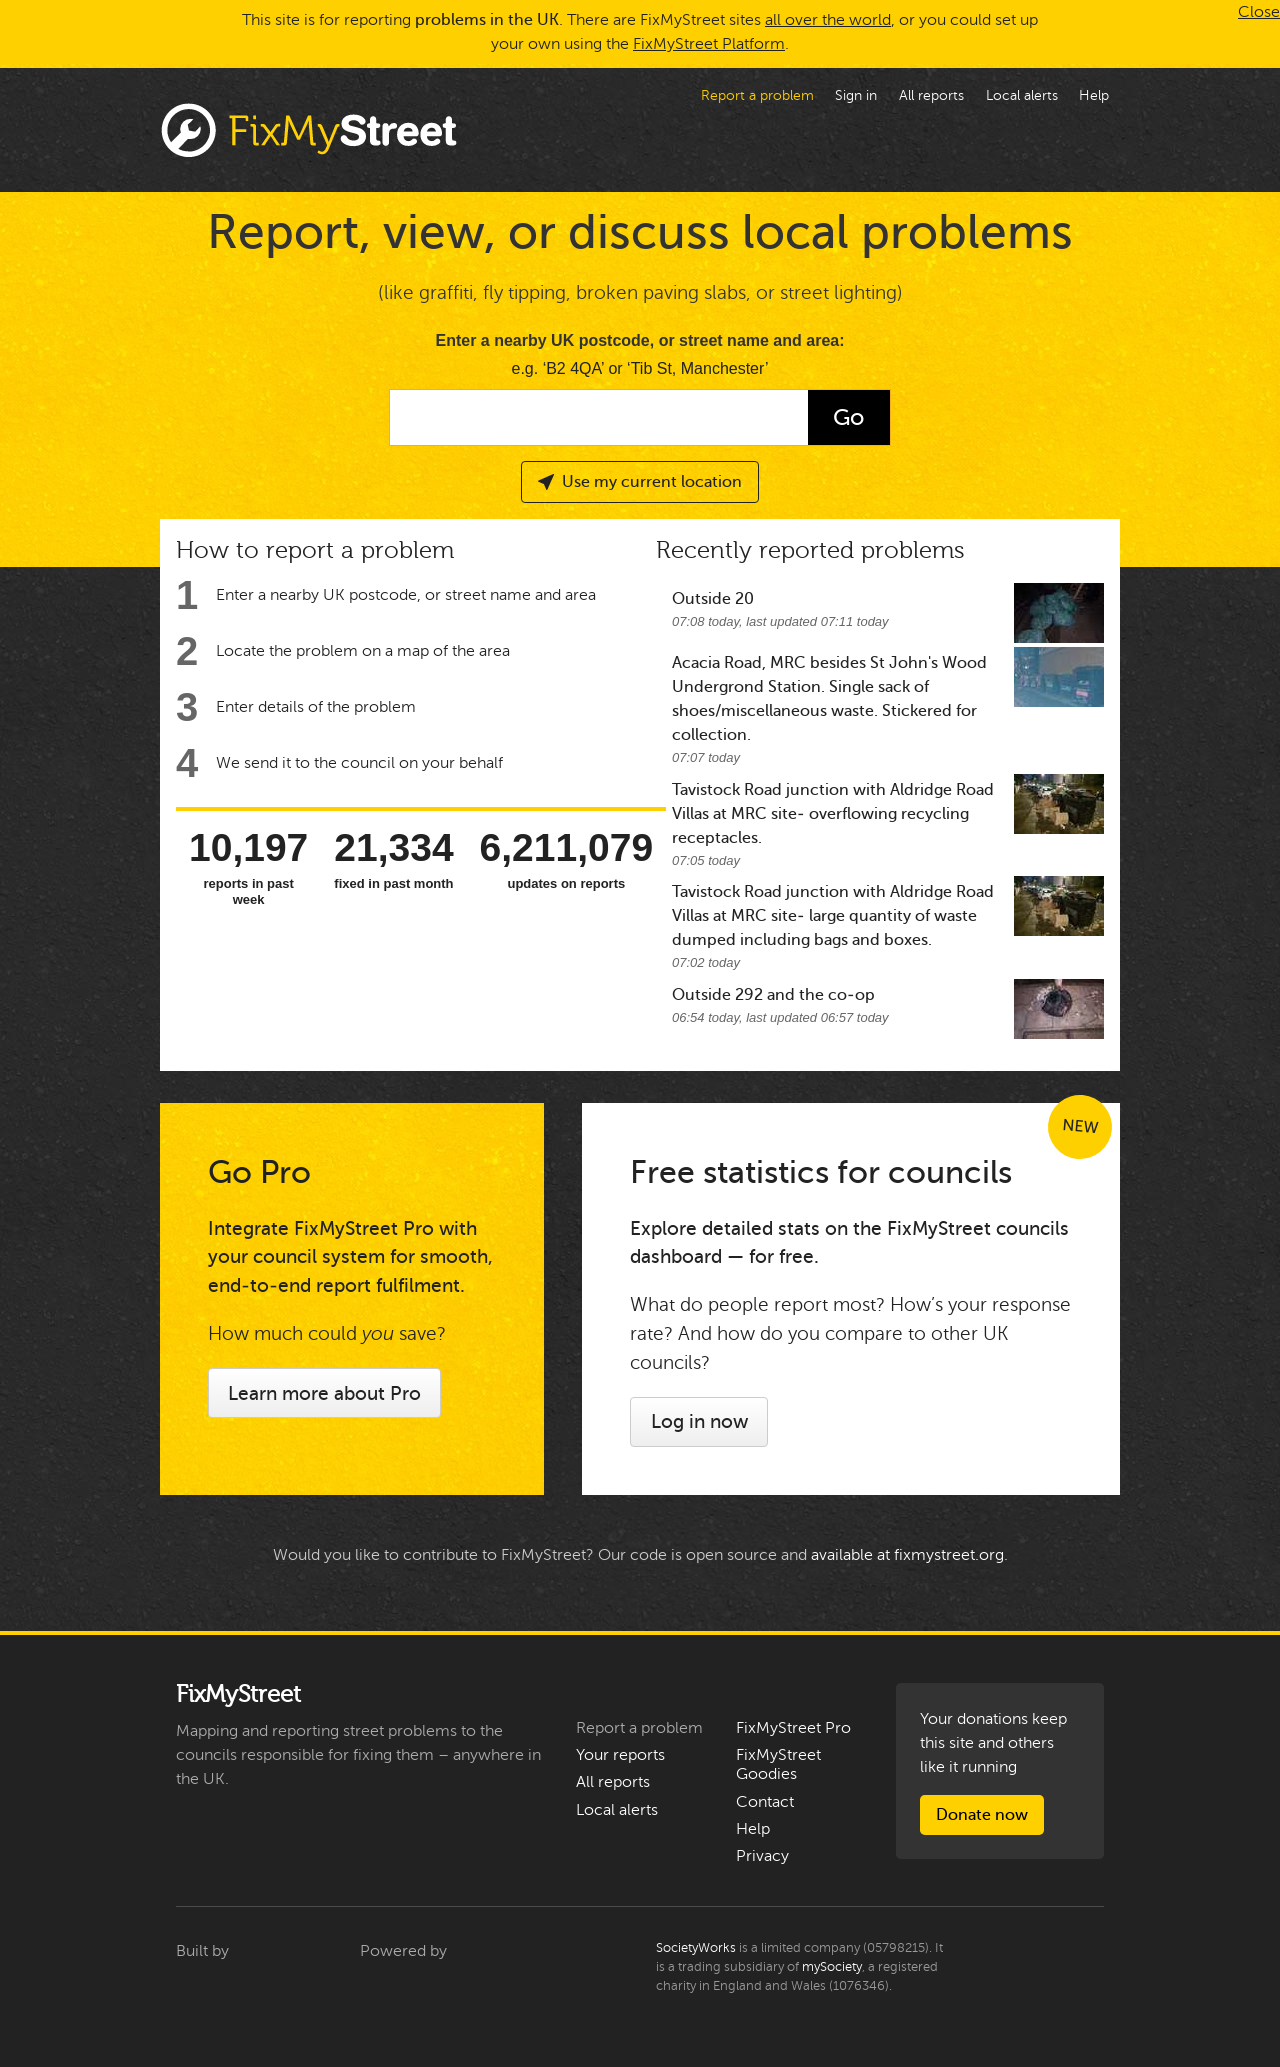 This site is for reporting problems in the UK. There are FixMyStreet sites all over the world, or you could set up
your own using the FixMyStreet Platform.
Close
Report a problem
Sign in
All reports
Local alerts
Help
FixMyStreet
Report, view, or discuss local problems
(like graffiti, fly tipping, broken paving slabs, or street lighting)
Enter a nearby UK postcode, or street name and area:
e.g. ‘B2 4QA’ or ‘Tib St, Manchester’
Go
Use my current location
How to report a problem
1 Enter a nearby UK postcode, or street name and area
2 Locate the problem on a map of the area
3 Enter details of the problem
4 We send it to the council on your behalf
10,197
reports in past
week
21,334
fixed in past month
6,211,079
updates on reports
Recently reported problems
Outside 20
07:08 today, last updated 07:11 today
Acacia Road, MRC besides St John's Wood
Undergrond Station. Single sack of
shoes/miscellaneous waste. Stickered for
collection.
07:07 today
Tavistock Road junction with Aldridge Road
Villas at MRC site- overflowing recycling
receptacles.
07:05 today
Tavistock Road junction with Aldridge Road
Villas at MRC site- large quantity of waste
dumped including bags and boxes.
07:02 today
Outside 292 and the co-op
06:54 today, last updated 06:57 today
Go Pro
Integrate FixMyStreet Pro with
your council system for smooth,
end-to-end report fulfilment.
How much could you save?
Learn more about Pro
NEW
Free statistics for councils
Explore detailed stats on the FixMyStreet councils
dashboard — for free.
What do people report most? How’s your response
rate? And how do you compare to other UK
councils?
Log in now
Would you like to contribute to FixMyStreet? Our code is open source and available at fixmystreet.org.
FixMyStreet
Mapping and reporting street problems to the
councils responsible for fixing them – anywhere in
the UK.
Report a problem
Your reports
All reports
Local alerts
FixMyStreet Pro
FixMyStreet
Goodies
Contact
Help
Privacy
Your donations keep
this site and others
like it running
Donate now
Built by
Powered by
SocietyWorks is a limited company (05798215). It
is a trading subsidiary of mySociety, a registered
charity in England and Wales (1076346).